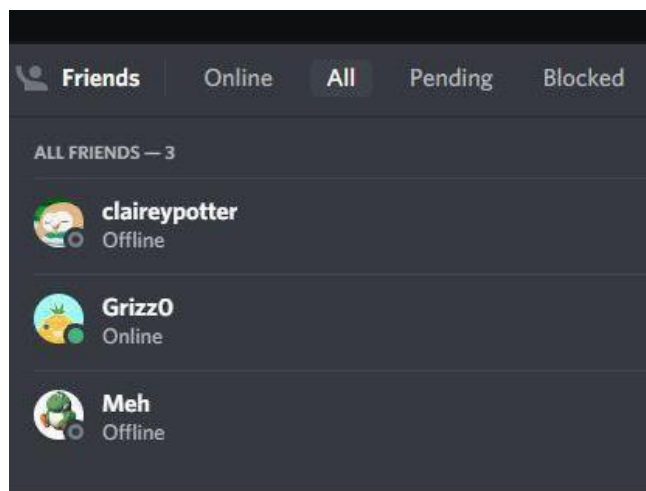 Friends Online All Pending Blocked
ALL FRIENDS — 3
claireypotter
Offline
Grizz0
Online
Meh
Offline